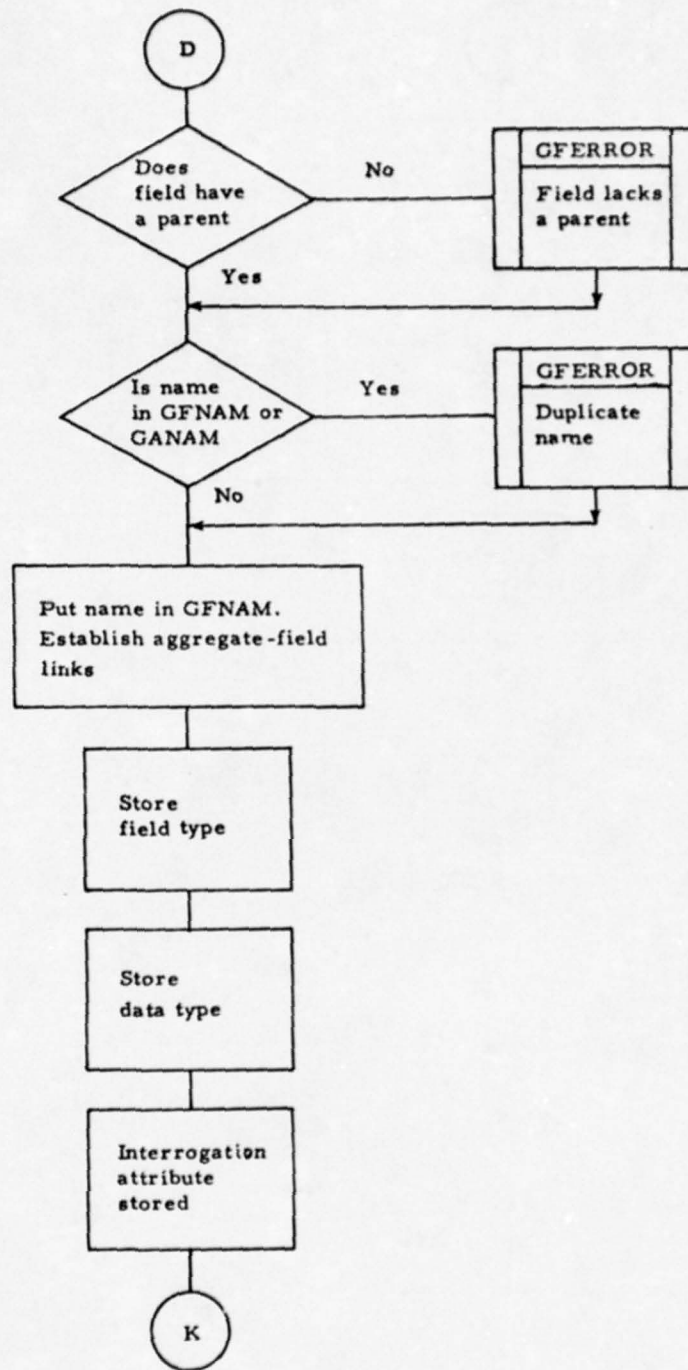 D
Does
field have
a parent
No
GFERROR
Field lacks
a parent
Yes
Is name
in GFNAM or
GANAM
Yes
GFERROR
Duplicate
name
No
Put name in GFNAM.
Establish aggregate-field
links
Store
field type
Store
data type
Interrogation
attribute
stored
K